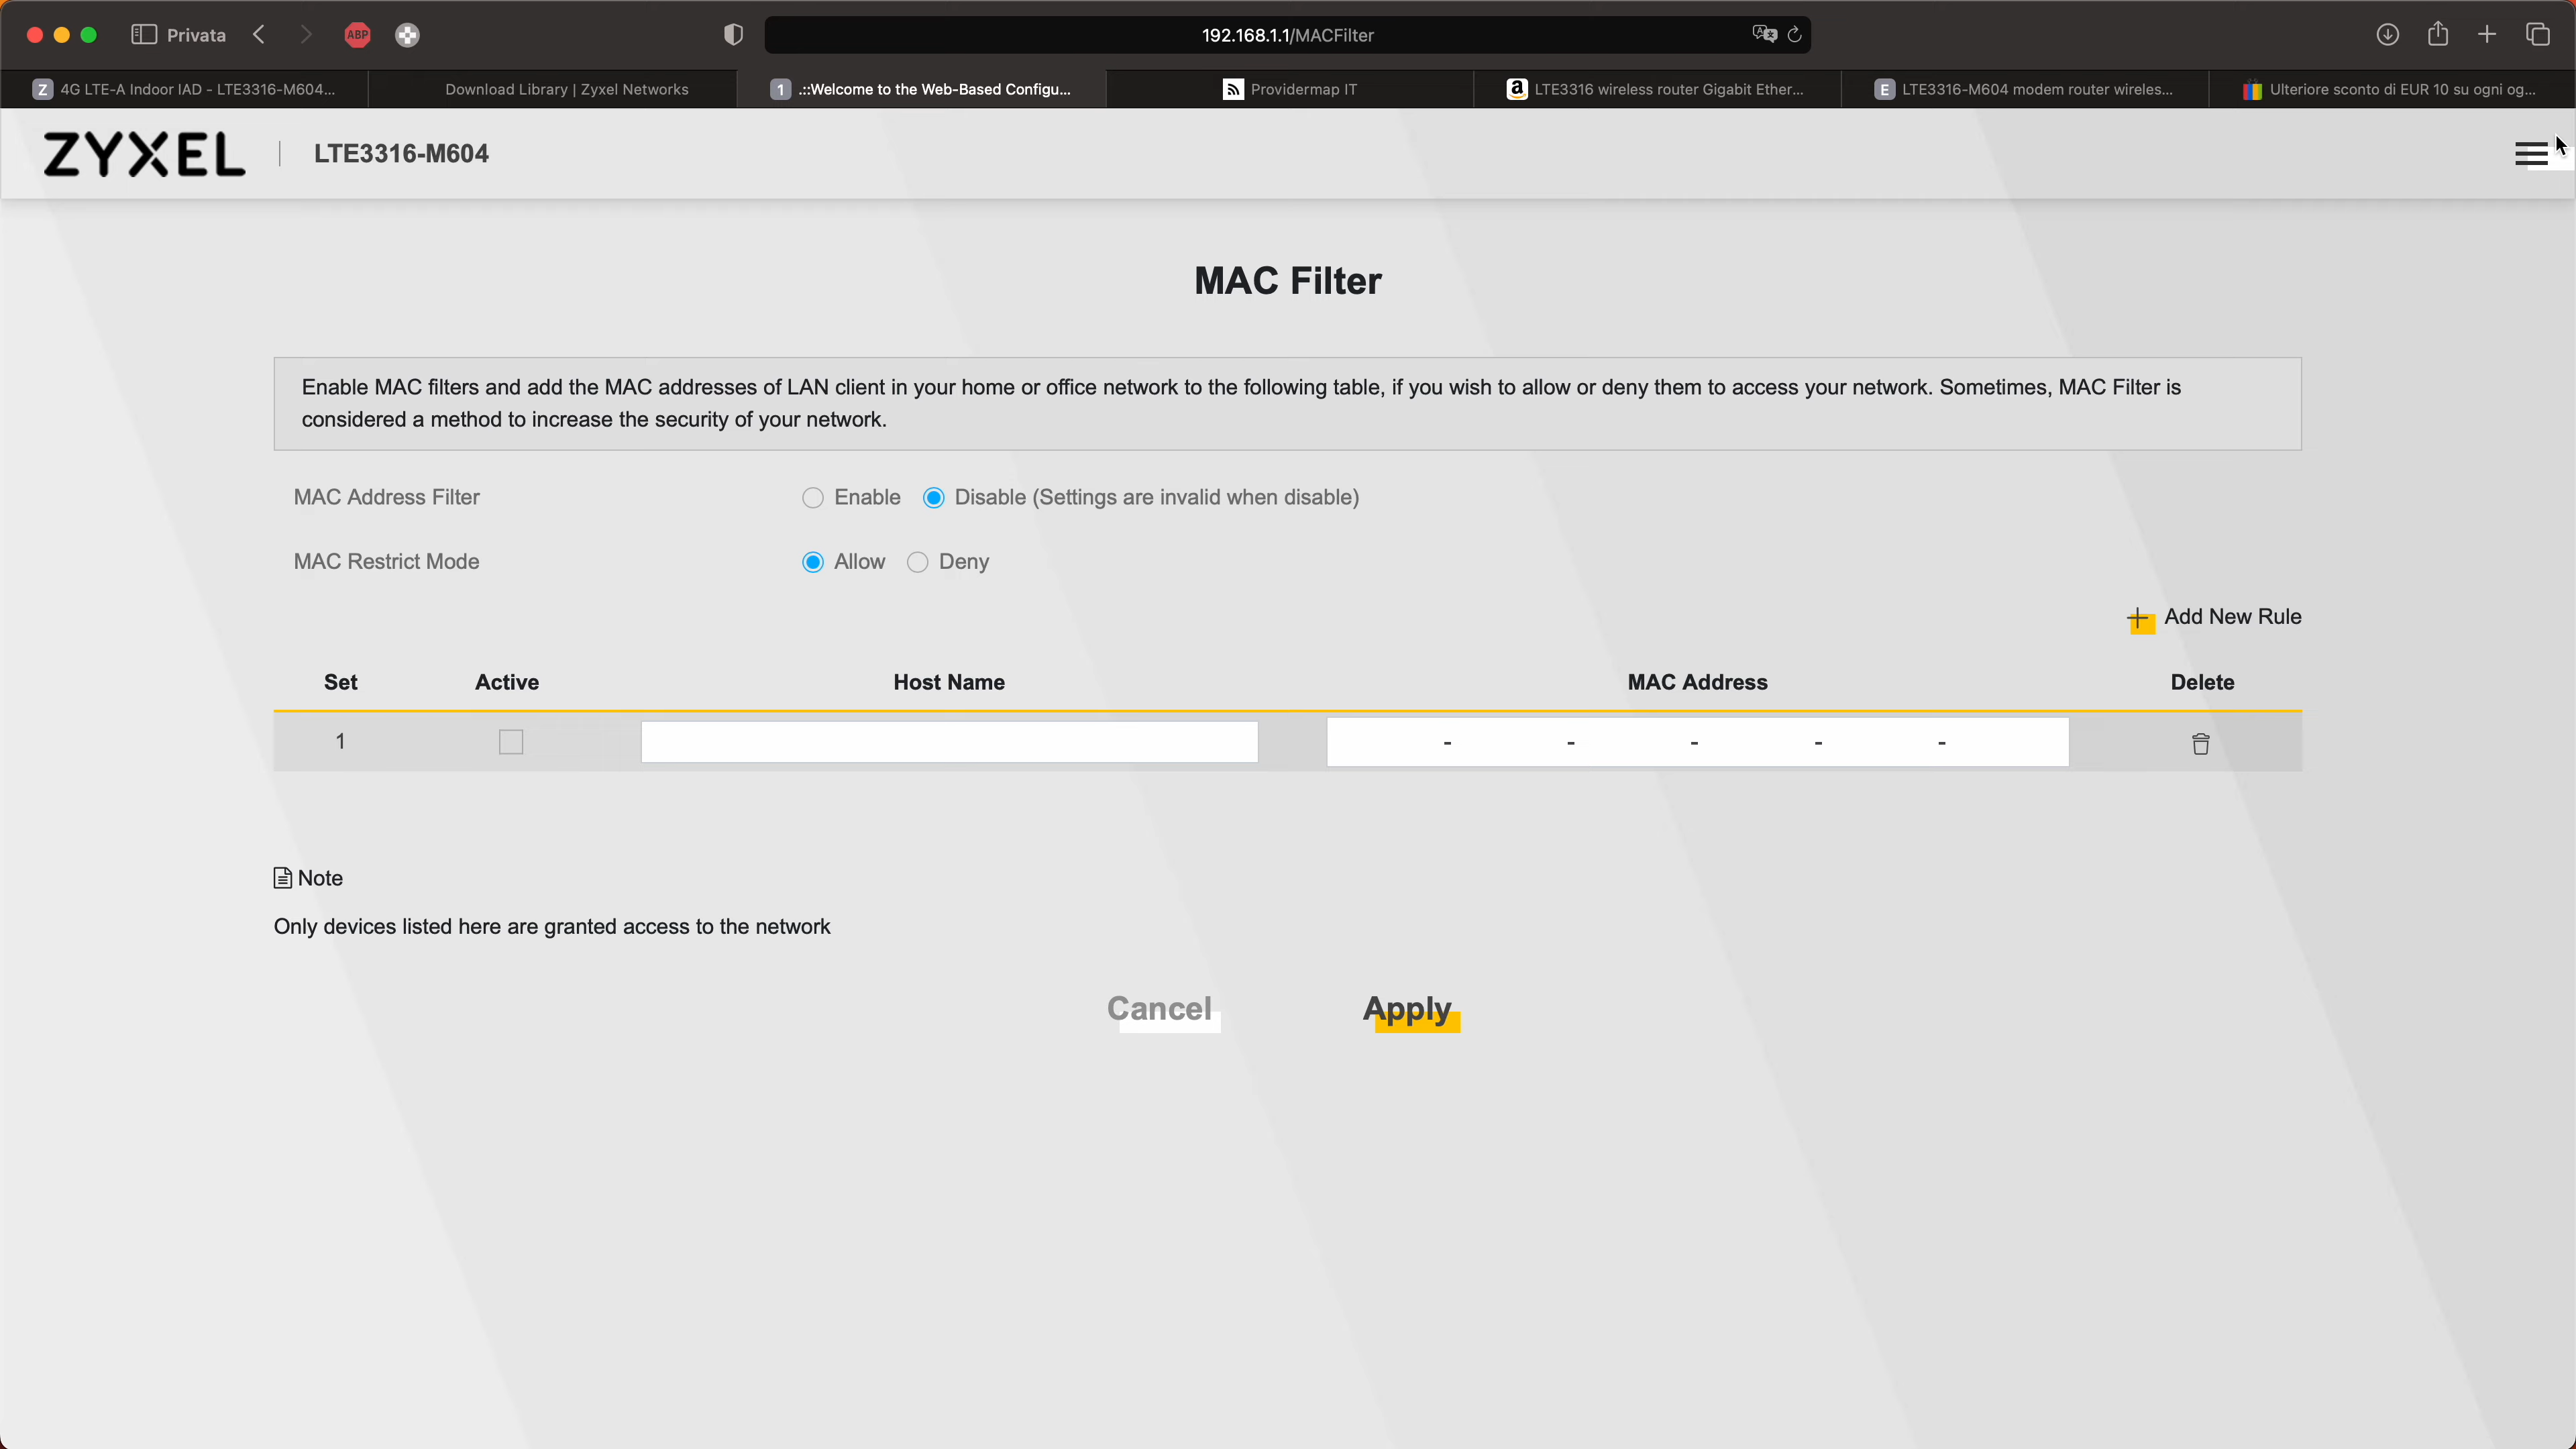 Privata
ABP
192.168.1.1/MACFilter
Z 4G LTE-A Indoor IAD - LTE3316-M604...
Download Library | Zyxel Networks
1 .::Welcome to the Web-Based Configu...
Providermap IT
a LTE3316 wireless router Gigabit Ether...
E LTE3316-M604 modem router wireles...
Ulteriore sconto di EUR 10 su ogni og...
ZYXEL
LTE3316-M604
MAC Filter
Enable MAC filters and add the MAC addresses of LAN client in your home or office network to the following table, if you wish to allow or deny them to access your network. Sometimes, MAC Filter is
considered a method to increase the security of your network.
MAC Address Filter Enable Disable (Settings are invalid when disable)
MAC Restrict Mode Allow Deny
Add New Rule
Set Active Host Name MAC Address Delete
1 - - - - -
Note
Only devices listed here are granted access to the network
Cancel Apply